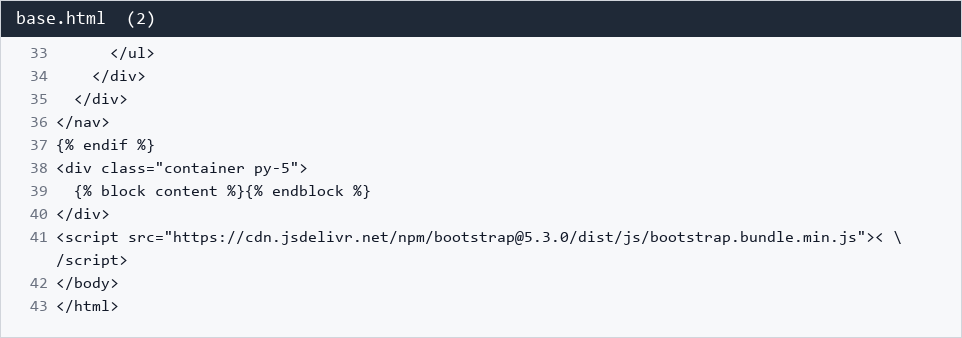 base.html  (2)
33       </ul>
34     </div>
35   </div>
36 </nav>
37 {% endif %}
38 <div class="container py-5">
39   {% block content %}{% endblock %}
40 </div>
41 <script src="https://cdn.jsdelivr.net/npm/bootstrap@5.3.0/dist/js/bootstrap.bundle.min.js">< \
/script>
42 </body>
43 </html>